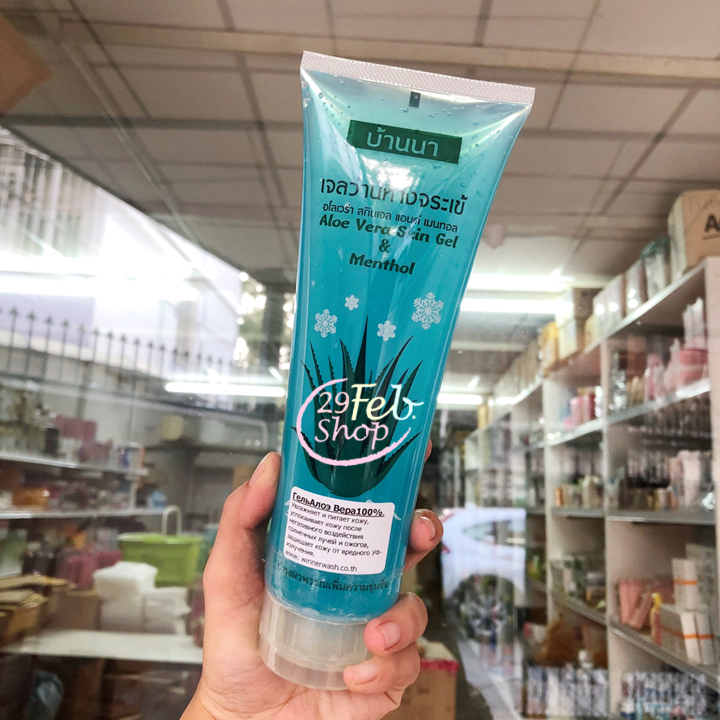 บ้านนา
เจลว่านหางจระเข้
อโลเวร่า สกินเจล แอนด์ เมนทอล
Aloe Vera Skin Gel
&
Menthol
29Feb.
Shop
ГельАлоэ Вера100%.
Увлажняет и питает кожу,
успокаивает кожу после
негативного воздействия
солнечных лучей и ожогов,
защищает кожу от вредного УФ-
излучения.
www. winnerwash.co.th
A